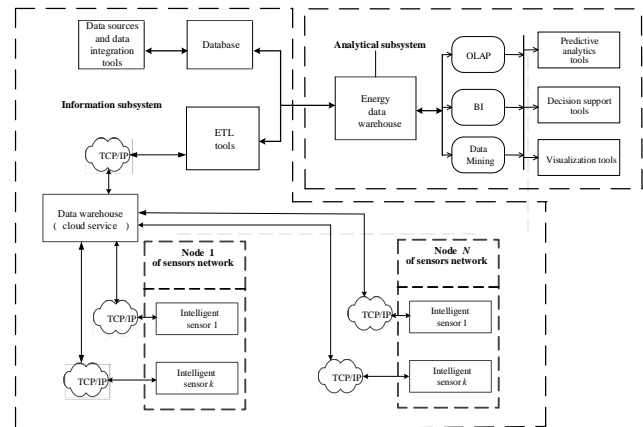 Data sources
and data
integration
tools
Database
Analytical subsystem
OLAP
Predictive
analytics
tools
Information subsystem
Energy
data
warehouse
BI
Decision support
tools
ETL
tools
TCP/IP
Data
Mining
Visualization tools
Data warehouse
( cloud service )
Node 1
of sensors network
Node N
of sensors network
TCP/IP
Intelligent
sensor 1
TCP/IP
Intelligent
sensor 1
TCP/IP
Intelligent
sensor k
TCP/IP
Intelligent
sensor k